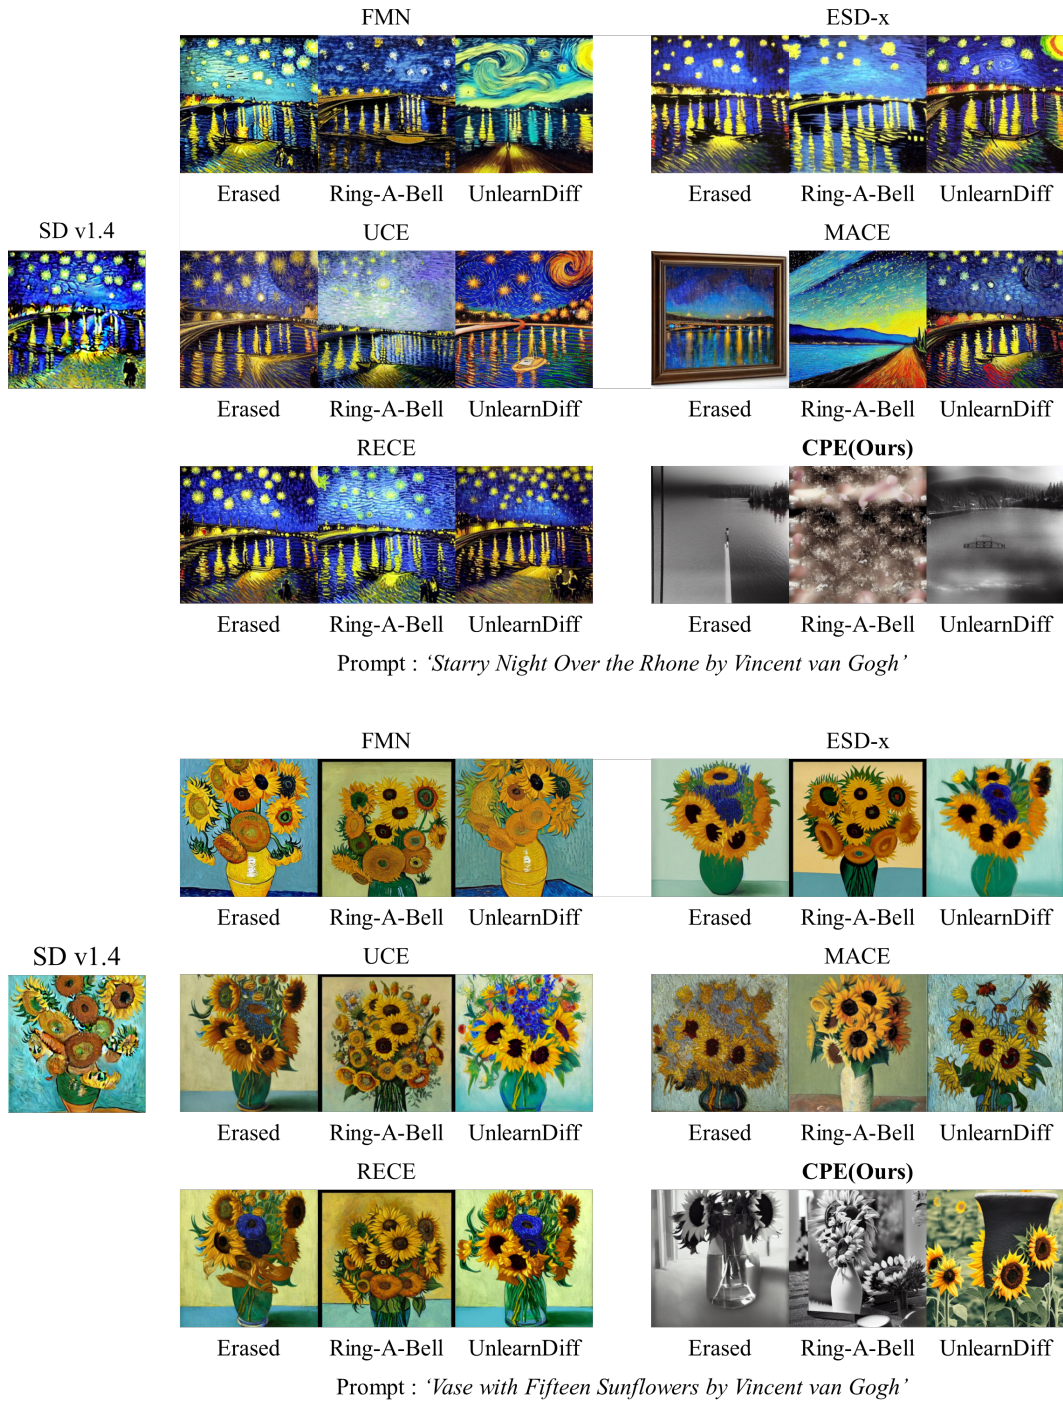 FMN ESD-x
Erased Ring-A-Bell UnlearnDiff Erased Ring-A-Bell UnlearnDiff
SD v1.4 UCE MACE
Erased Ring-A-Bell UnlearnDiff Erased Ring-A-Bell UnlearnDiff
RECE CPE(Ours)
Erased Ring-A-Bell UnlearnDiff Erased Ring-A-Bell UnlearnDiff
Prompt : ‘Starry Night Over the Rhone by Vincent van Gogh’
FMN ESD-x
Erased Ring-A-Bell UnlearnDiff Erased Ring-A-Bell UnlearnDiff
SD v1.4 UCE MACE
Erased Ring-A-Bell UnlearnDiff Erased Ring-A-Bell UnlearnDiff
RECE CPE(Ours)
Erased Ring-A-Bell UnlearnDiff Erased Ring-A-Bell UnlearnDiff
Prompt : ‘Vase with Fifteen Sunflowers by Vincent van Gogh’